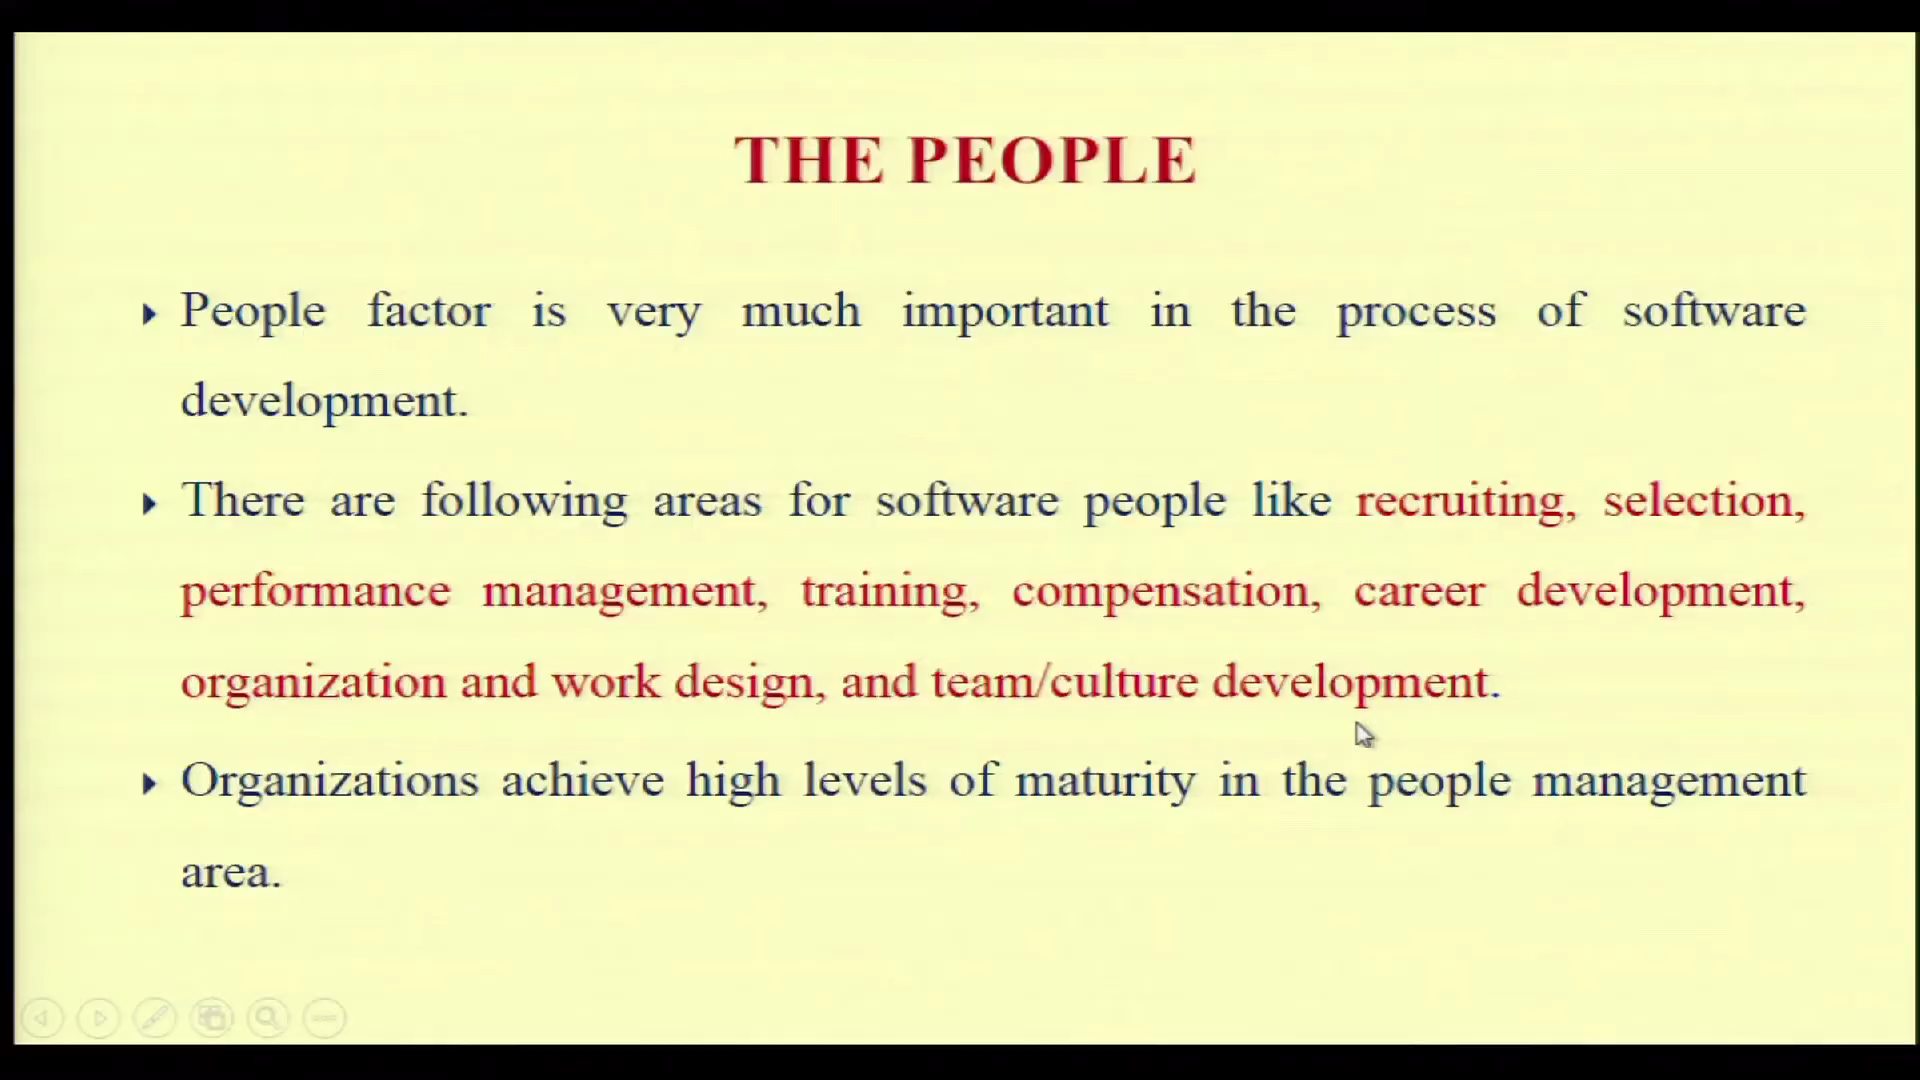 THE PEOPLE
People factor is very much important in the process of software
development.
There are following areas for software people like recruiting, selection,
performance management, training, compensation, career development,
organization and work design, and team/culture development.
Organizations achieve high levels of maturity in the people management
area.